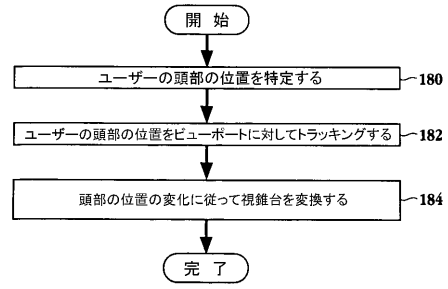 開 始
ユーザーの頭部の位置を特定する
180
ユーザーの頭部の位置をビューポートに対してトラッキングする
182
頭部の位置の変化に従って視錐台を変換する
184
完 了